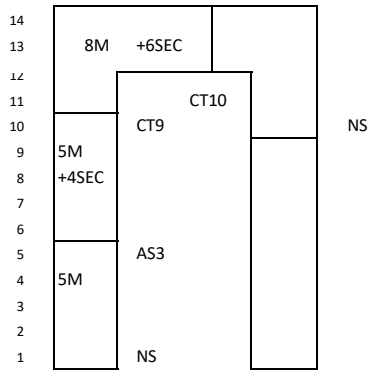 14
13 8M +6SEC
12
11 CT10
10 CT9 NS
9 5M
8 +4SEC
7
6
5 AS3
4 5M
3
2
1 NS